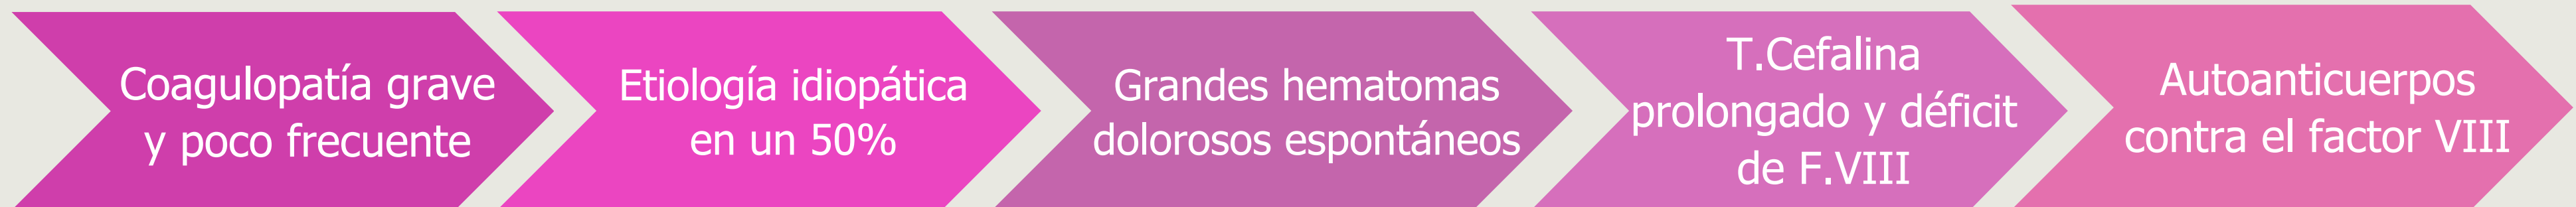 Coagulopatía grave
y poco frecuente
Etiología idiopática
en un 50%
Grandes hematomas
dolorosos espontáneos
T.Cefalina
prolongado y déficit
de F.VIII
Autoanticuerpos
contra el factor VIII